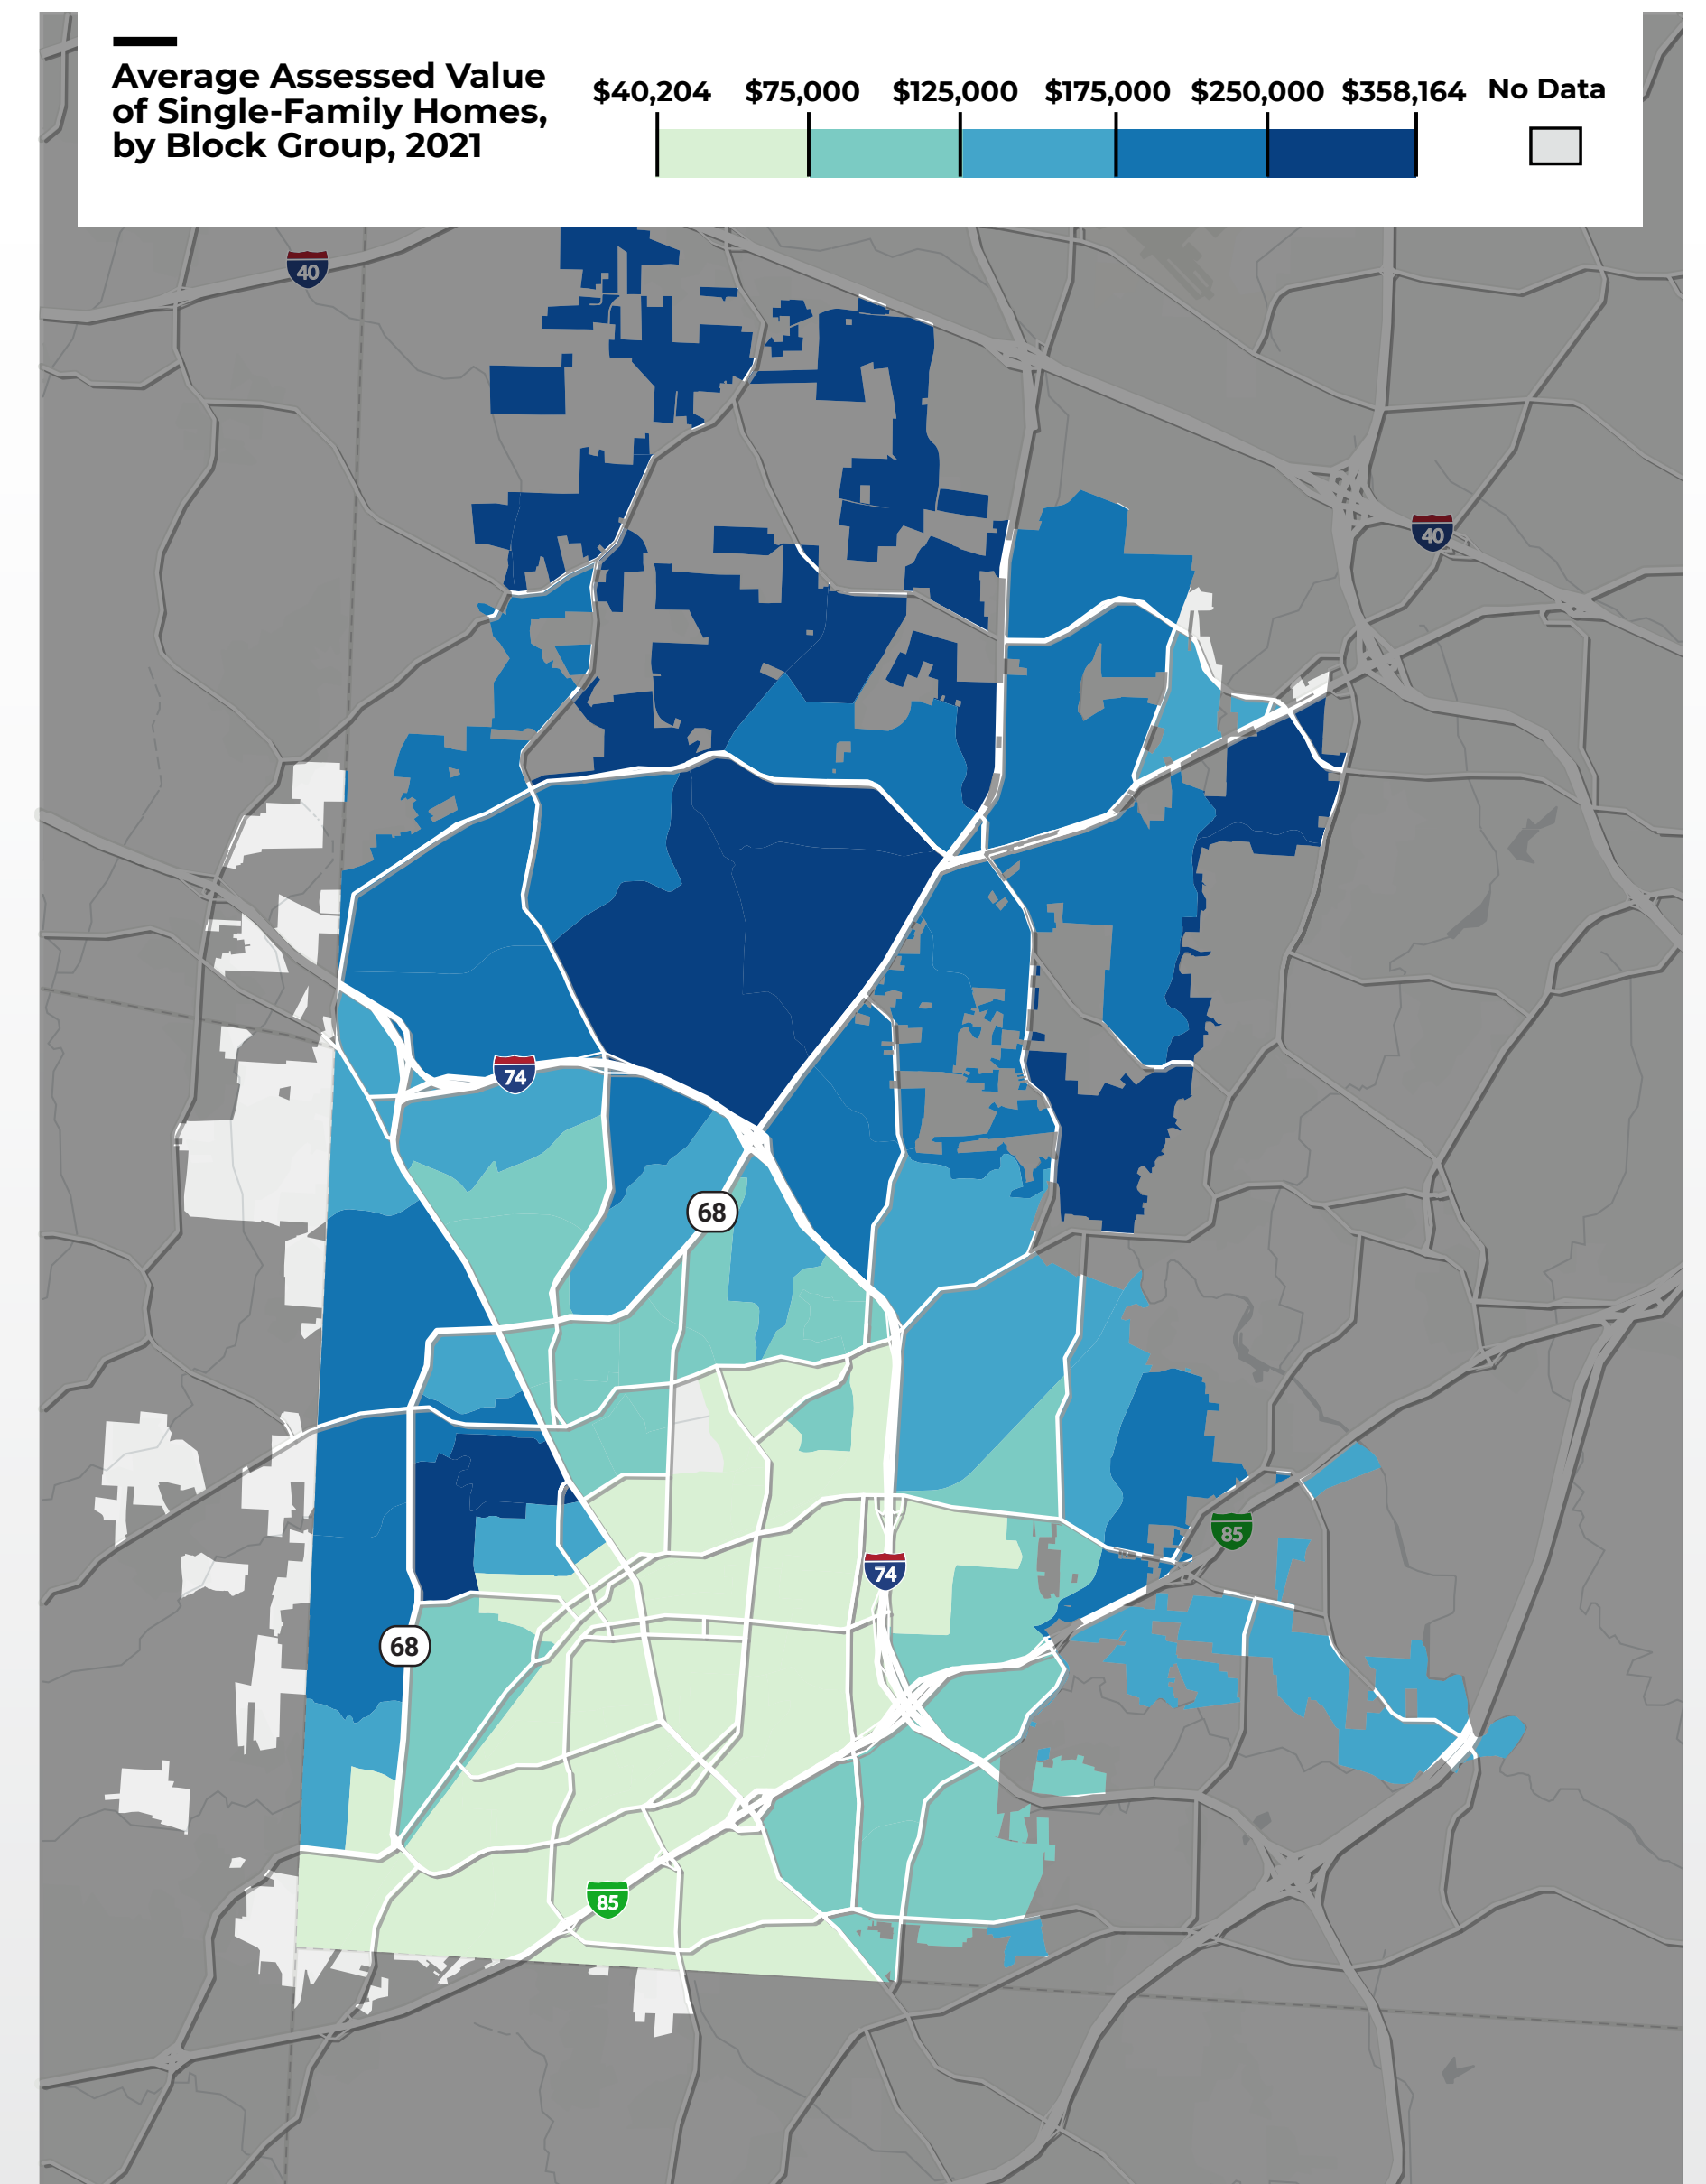 Average Assessed Value
of Single-Family Homes,
by Block Group, 2021
$40,204 $75,000 $125,000 $175,000 $250,000 $358,164 No Data
40
40
74
68
85
74
68
85